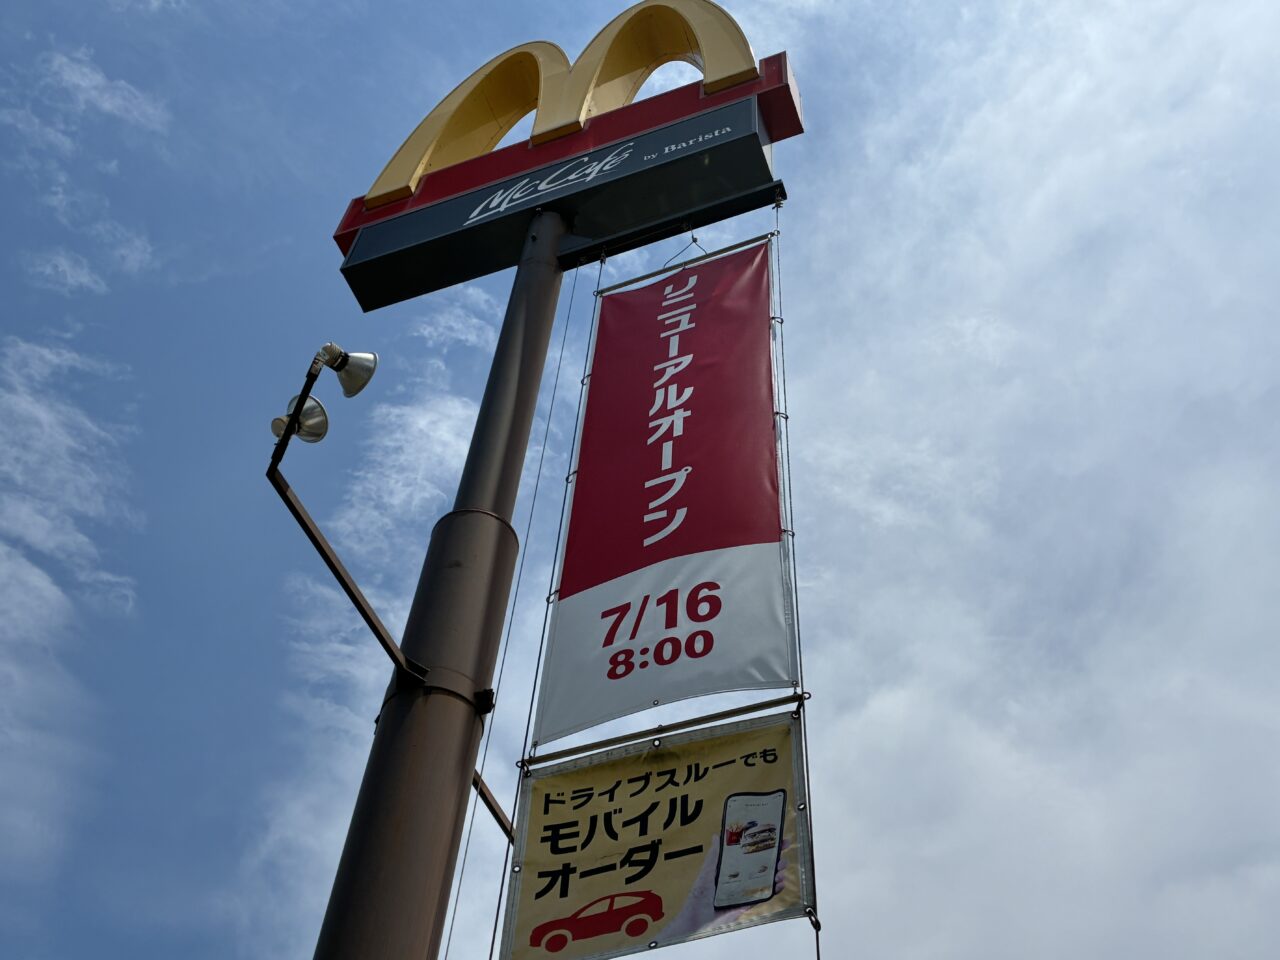 McCafé by Barista
リニューアルオープン
7/16
8:00
ドライブスルーでも
モバイル
オーダー